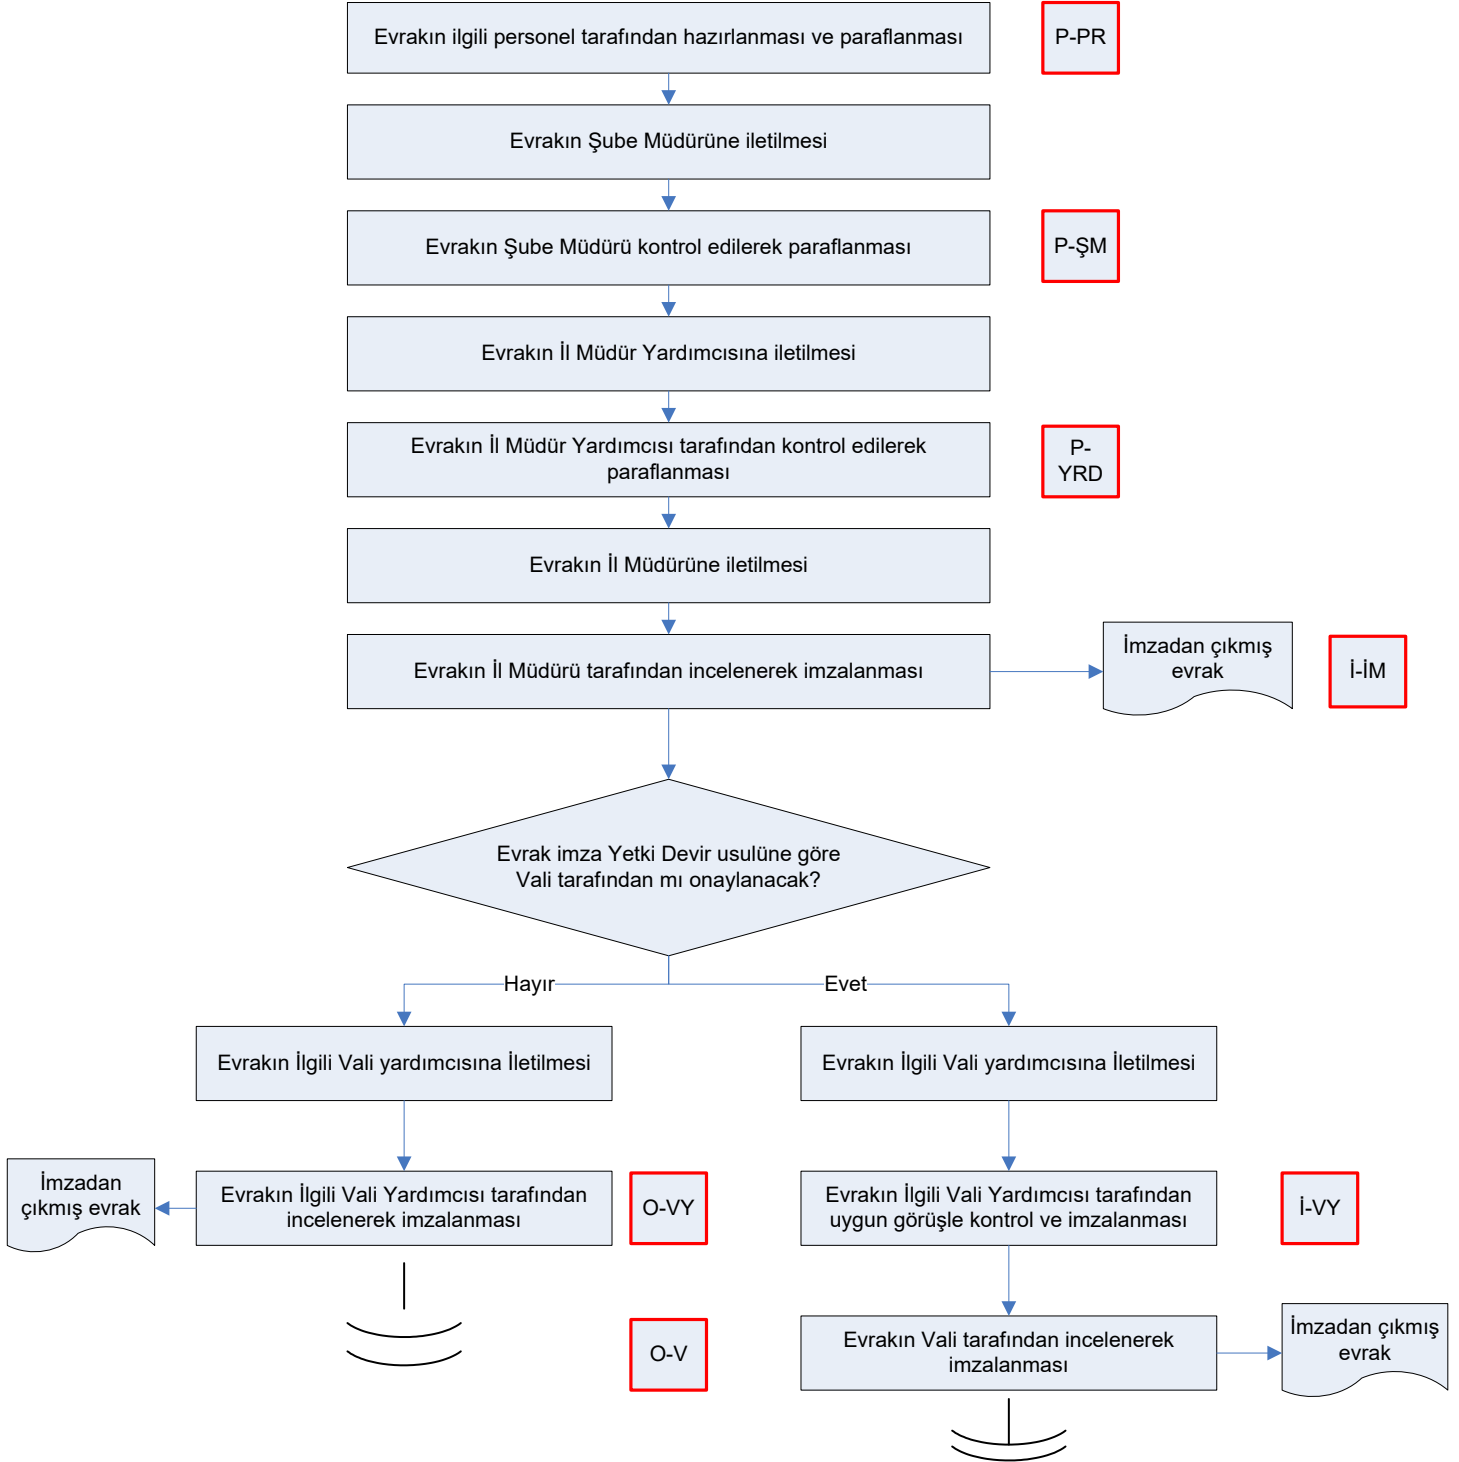 Evrakın ilgili personel tarafından hazırlanması ve paraflanması
P-PR
Evrakın Şube Müdürüne iletilmesi
Evrakın Şube Müdürü kontrol edilerek paraflanması
P-ŞM
Evrakın İl Müdür Yardımcısına iletilmesi
Evrakın İl Müdür Yardımcısı tarafından kontrol edilerek
paraflanması
P-
YRD
Evrakın İl Müdürüne iletilmesi
Evrakın İl Müdürü tarafından incelenerek imzalanması
İmzadan çıkmış
evrak
İ-İM
Evrak imza Yetki Devir usulüne göre
Vali tarafından mı onaylanacak?
Hayır
Evet
Evrakın İlgili Vali yardımcısına İletilmesi
Evrakın İlgili Vali yardımcısına İletilmesi
İmzadan
çıkmış evrak
Evrakın İlgili Vali Yardımcısı tarafından
incelenerek imzalanması
O-VY
Evrakın İlgili Vali Yardımcısı tarafından
uygun görüşle kontrol ve imzalanması
İ-VY
O-V
Evrakın Vali tarafından incelenerek
imzalanması
İmzadan çıkmış
evrak